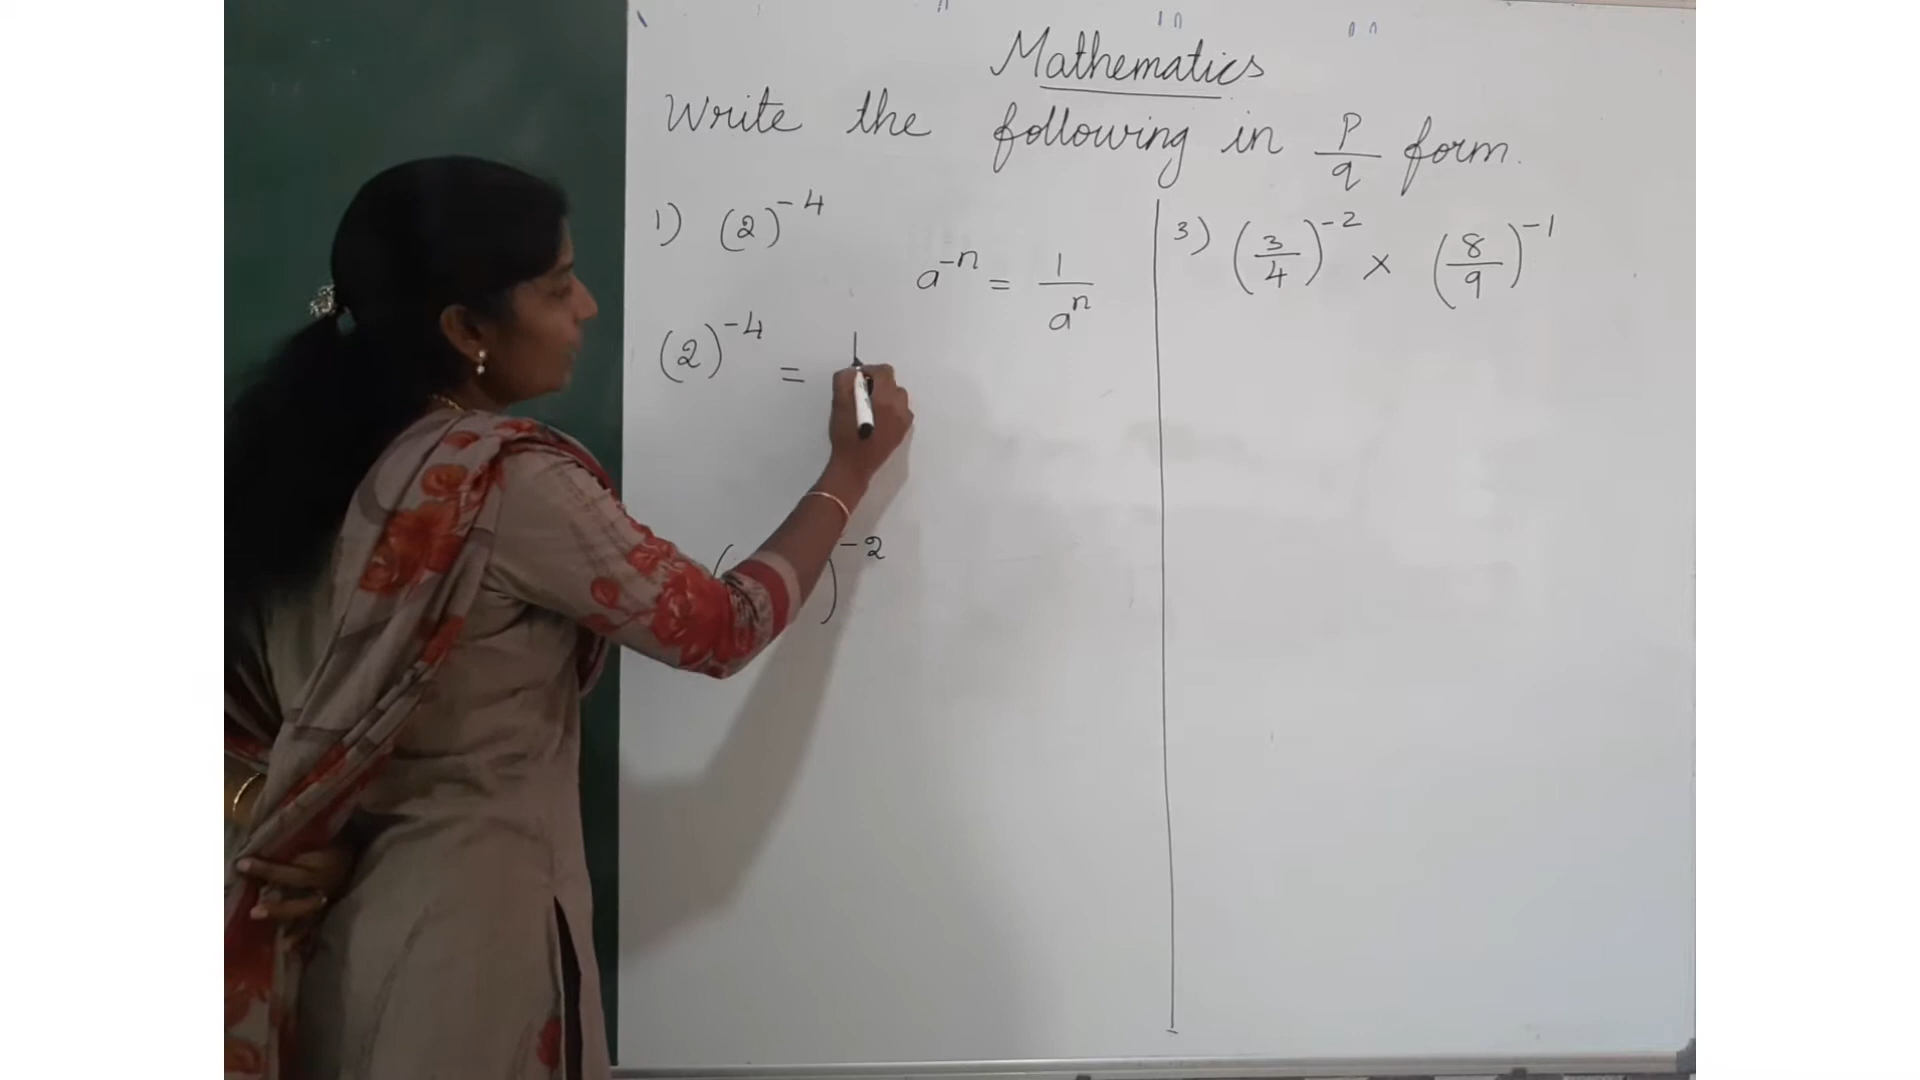 Mathematics
Write the following in P/q form.
1) (2)^-4
a^-n = 1/a^n
(2)^-4 = 1
( )^-2
3) (3/4)^-2 × (8/9)^-1